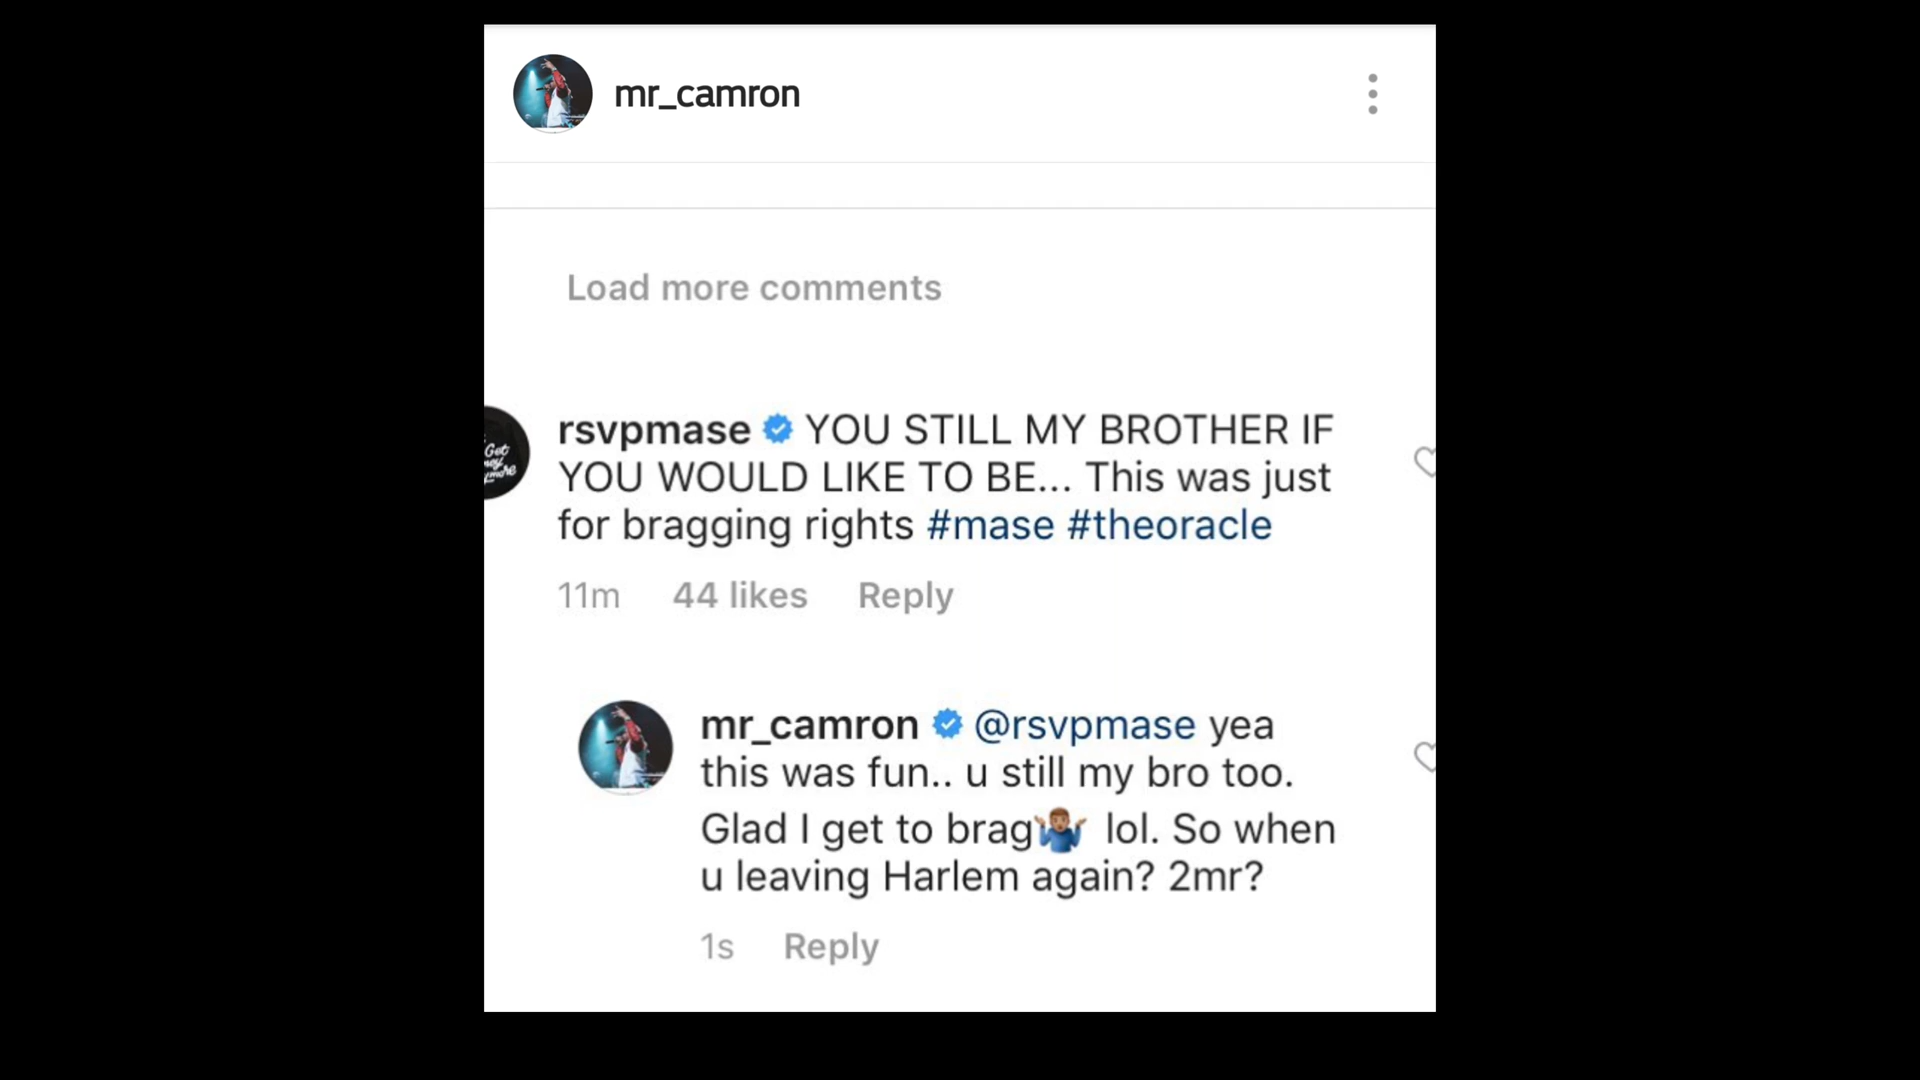 mr_camron
Load more comments
rsvpmase YOU STILL MY BROTHER IF
YOU WOULD LIKE TO BE... This was just
for bragging rights #mase #theoracle
11m 44 likes Reply
mr_camron @rsvpmase yea
this was fun.. u still my bro too.
Glad I get to brag🤷🏽‍♂️ lol. So when
u leaving Harlem again? 2mr?
1s Reply